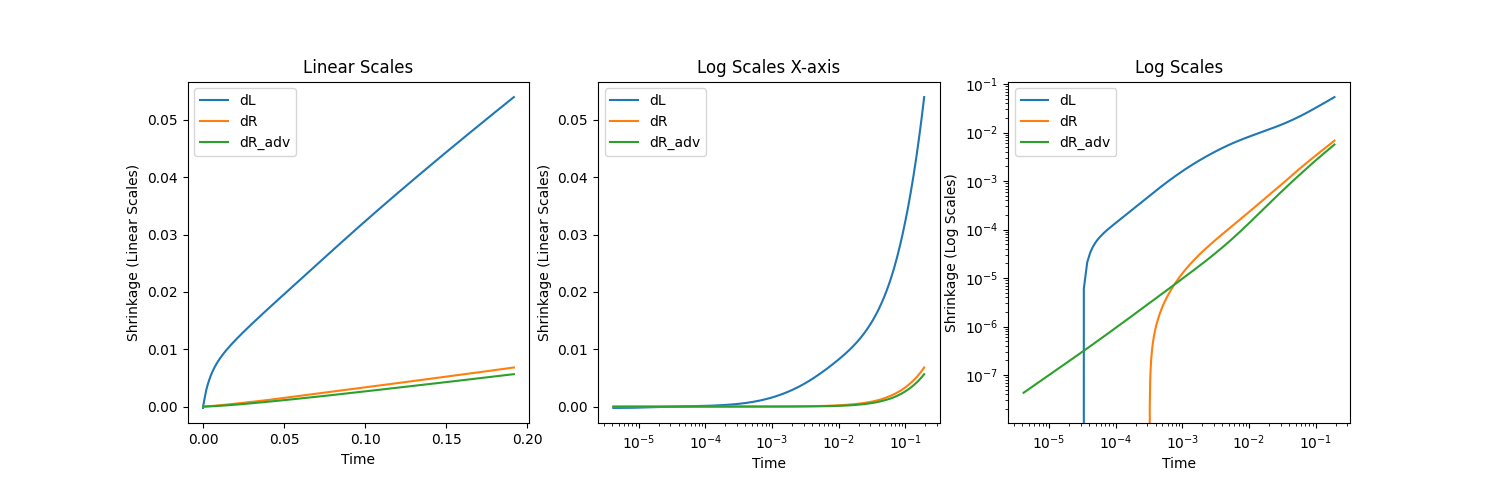 Linear Scales
Shrinkage (Linear Scales)
0.05
0.04
0.03
0.02
0.01
0.00
dL
dR
dR_adv
0.00 0.05 0.10 0.15 0.20
Time
Log Scales X-axis
Shrinkage (Linear Scales)
0.05
0.04
0.03
0.02
0.01
0.00
dL
dR
dR_adv
10⁻⁵ 10⁻⁴ 10⁻³ 10⁻² 10⁻¹
Time
Log Scales
Shrinkage (Log Scales)
10⁻¹
10⁻²
10⁻³
10⁻⁴
10⁻⁵
10⁻⁶
10⁻⁷
dL
dR
dR_adv
10⁻⁵ 10⁻⁴ 10⁻³ 10⁻² 10⁻¹
Time